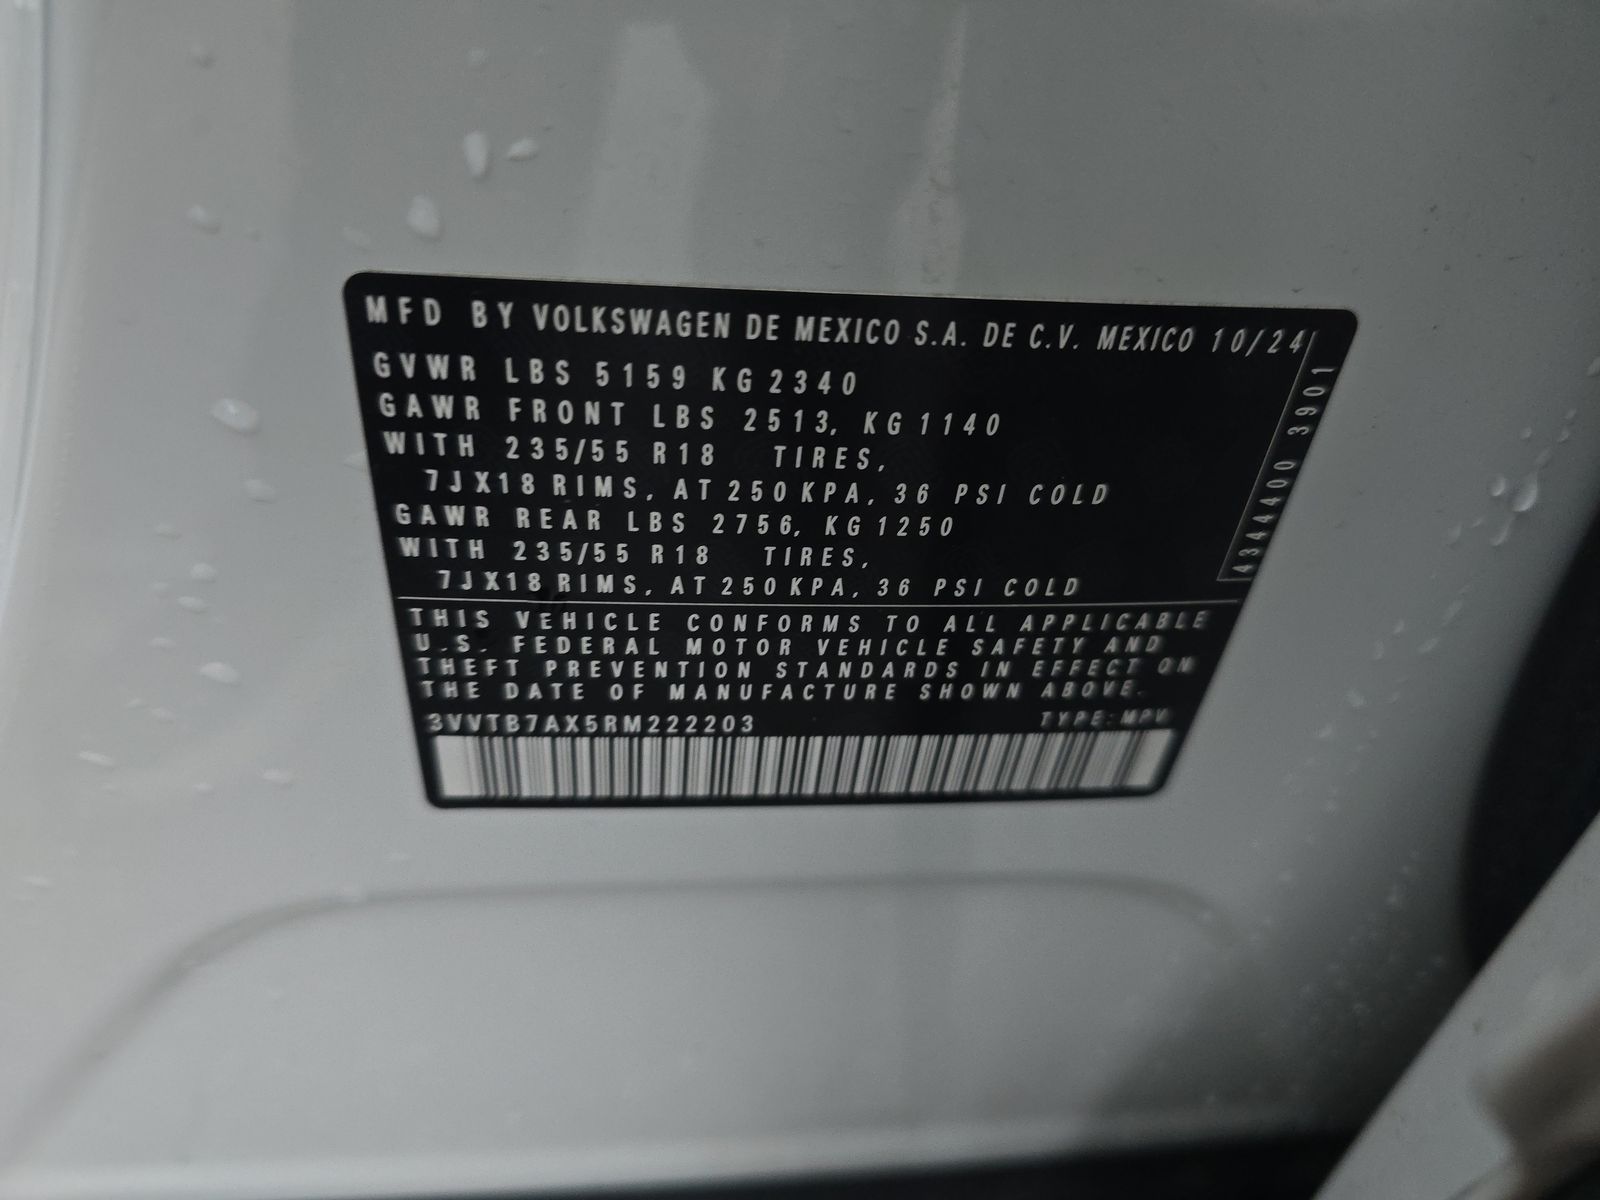 MFD BY VOLKSWAGEN DE MEXICO S.A. DE C.V. MEXICO 10/24
GVWR LBS 5159 KG 2340
GAWR FRONT LBS 2513, KG 1140
WITH 235/55 R18 TIRES,
7JX18 RIMS, AT 250 KPA, 36 PSI COLD
GAWR REAR LBS 2756, KG 1250
WITH 235/55 R18 TIRES,
7JX18 RIMS, AT 250 KPA, 36 PSI COLD
4344400 3901
THIS VEHICLE CONFORMS TO ALL APPLICABLE
U.S. FEDERAL MOTOR VEHICLE SAFETY AND
THEFT PREVENTION STANDARDS IN EFFECT ON
THE DATE OF MANUFACTURE SHOWN ABOVE.
3VVTB7AX5RM222203 TYPE: MPV